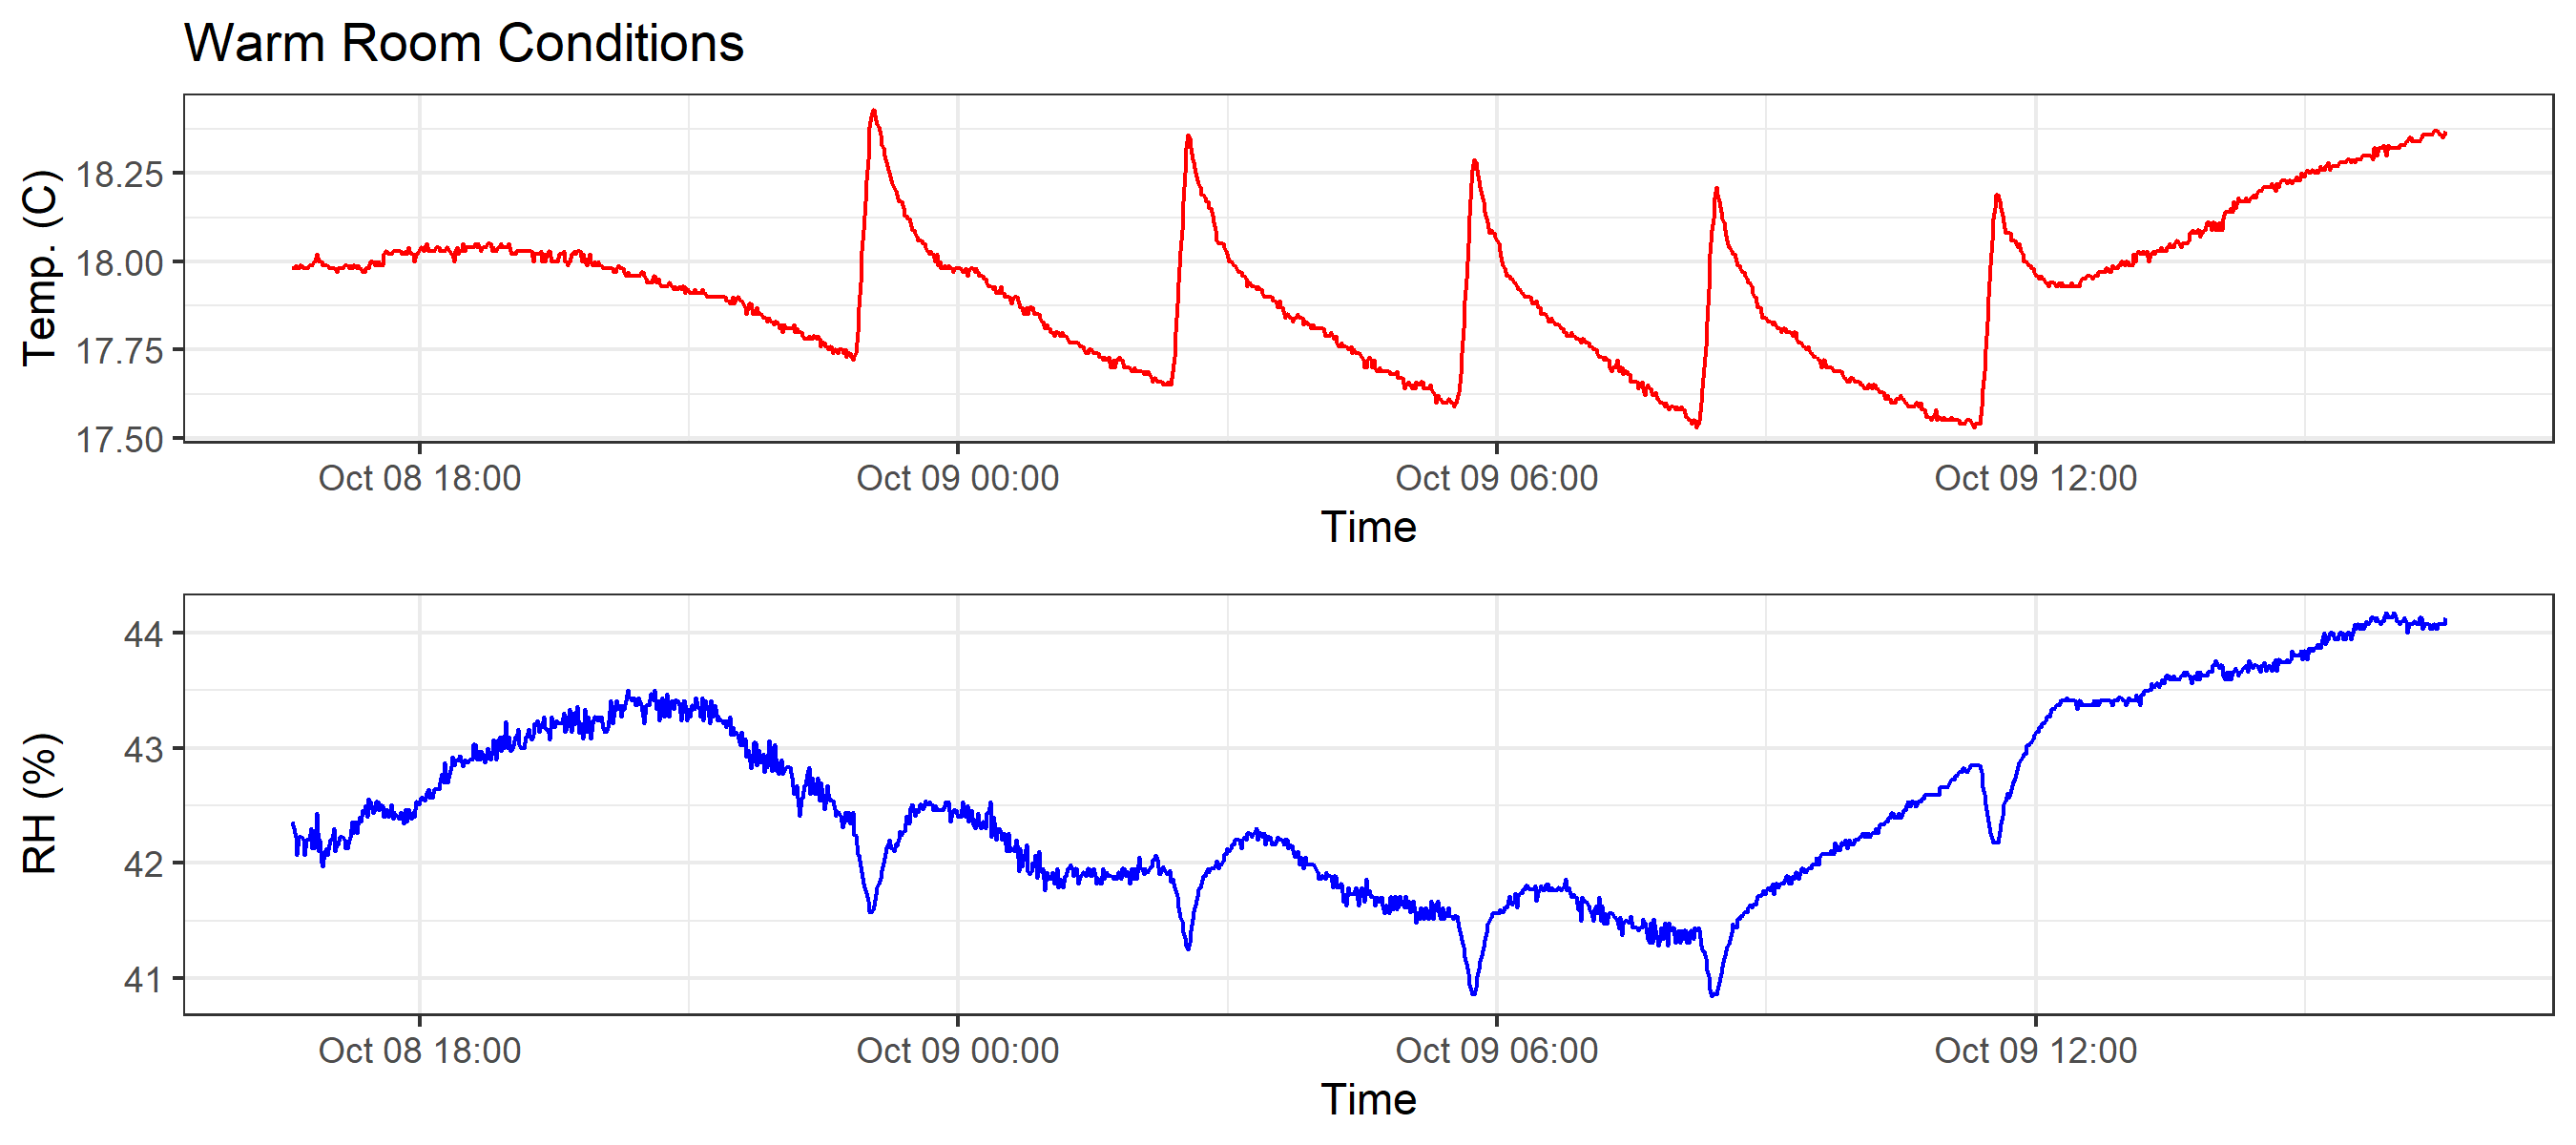 Warm Room Conditions
Temp. (C)
18.25
18.00
17.75
17.50
Oct 08 18:00 Oct 09 00:00 Oct 09 06:00 Oct 09 12:00
Time
RH (%)
44
43
42
41
Oct 08 18:00 Oct 09 00:00 Oct 09 06:00 Oct 09 12:00
Time